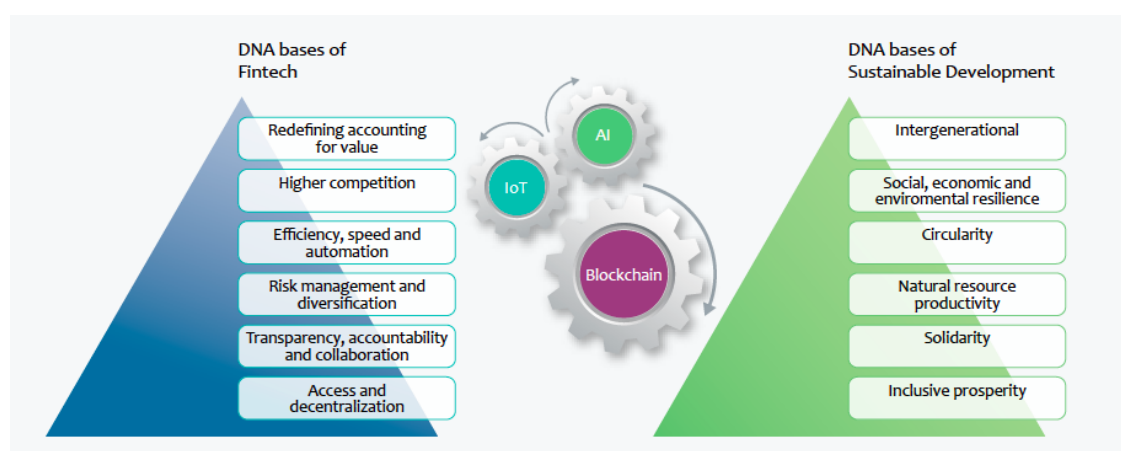 DNA bases of
Fintech
Redefining accounting
for value
Higher competition
Efficiency, speed and
automation
Risk management and
diversification
Transparency, accountability
and collaboration
Access and
decentralization
AI
IoT
Blockchain
DNA bases of
Sustainable Development
Intergenerational
Social, economic and
enviromental resilience
Circularity
Natural resource
productivity
Solidarity
Inclusive prosperity